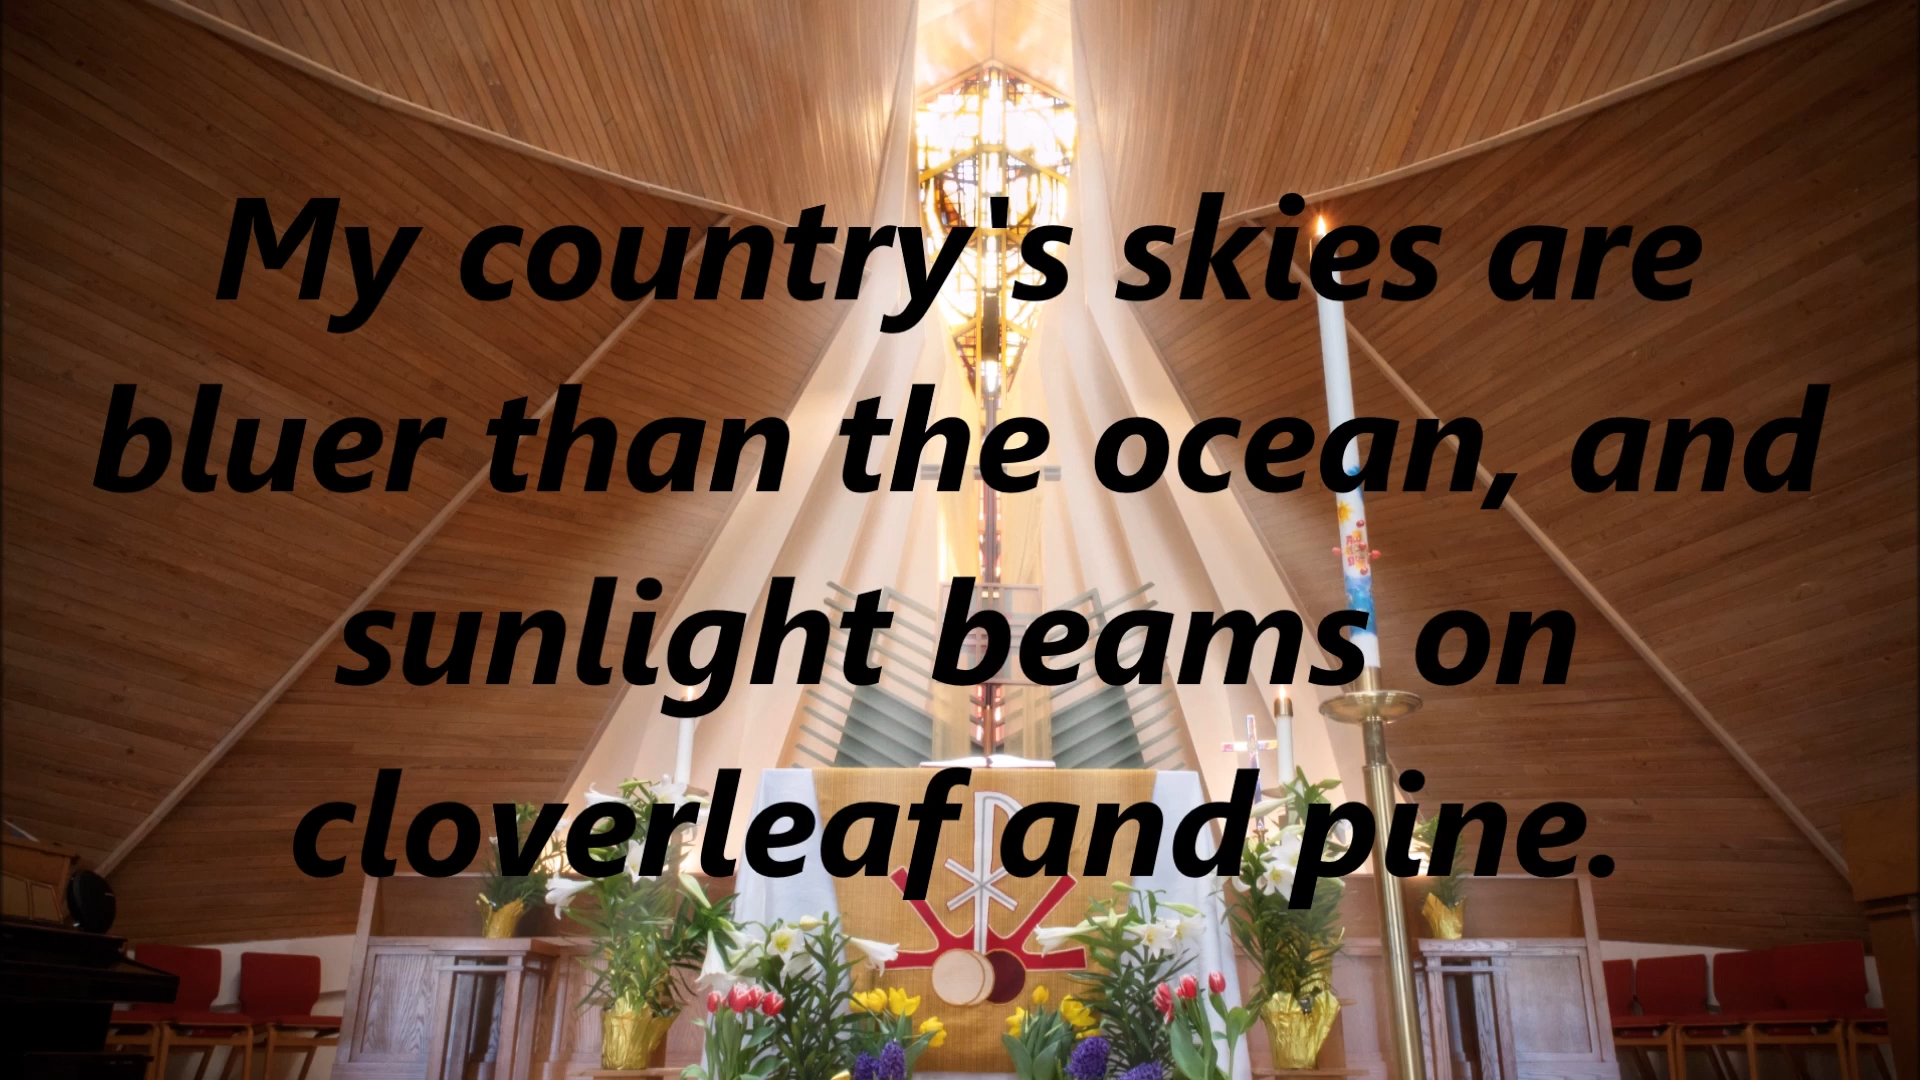 My country's skies are
bluer than the ocean, and
sunlight beams on
cloverleaf and pine.